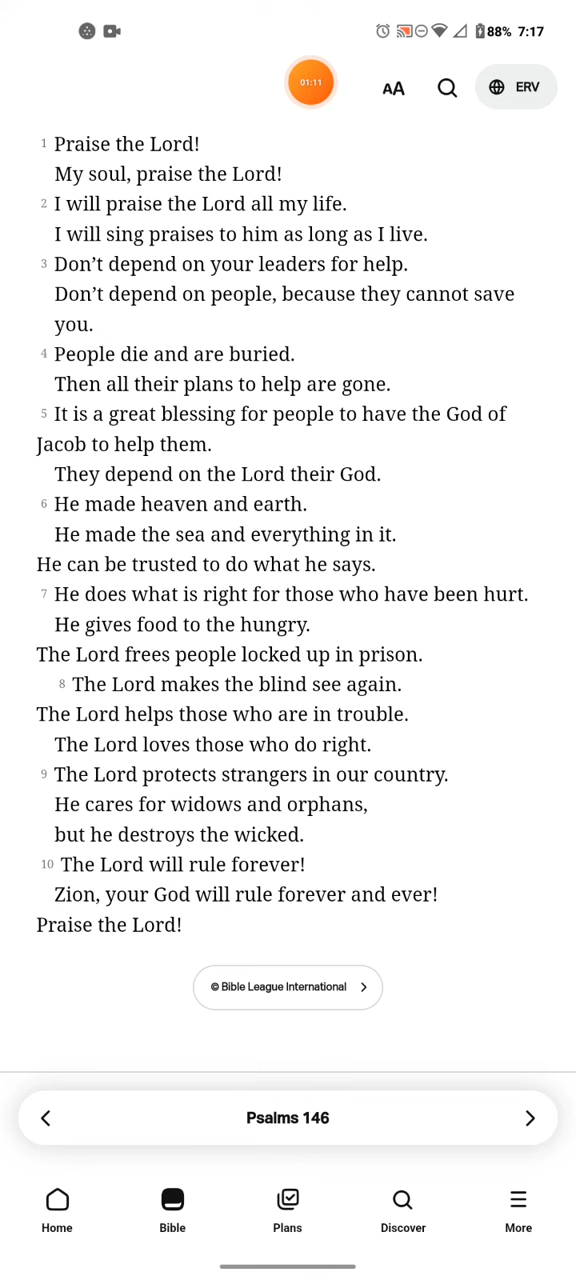 88% 7:17
01:11
AA
ERV
1 Praise the Lord!
My soul, praise the Lord!
2 I will praise the Lord all my life.
I will sing praises to him as long as I live.
3 Don’t depend on your leaders for help.
Don’t depend on people, because they cannot save
you.
4 People die and are buried.
Then all their plans to help are gone.
5 It is a great blessing for people to have the God of
Jacob to help them.
They depend on the Lord their God.
6 He made heaven and earth.
He made the sea and everything in it.
He can be trusted to do what he says.
7 He does what is right for those who have been hurt.
He gives food to the hungry.
The Lord frees people locked up in prison.
8 The Lord makes the blind see again.
The Lord helps those who are in trouble.
The Lord loves those who do right.
9 The Lord protects strangers in our country.
He cares for widows and orphans,
but he destroys the wicked.
10 The Lord will rule forever!
Zion, your God will rule forever and ever!
Praise the Lord!
© Bible League International
Psalms 146
Home Bible Plans Discover More